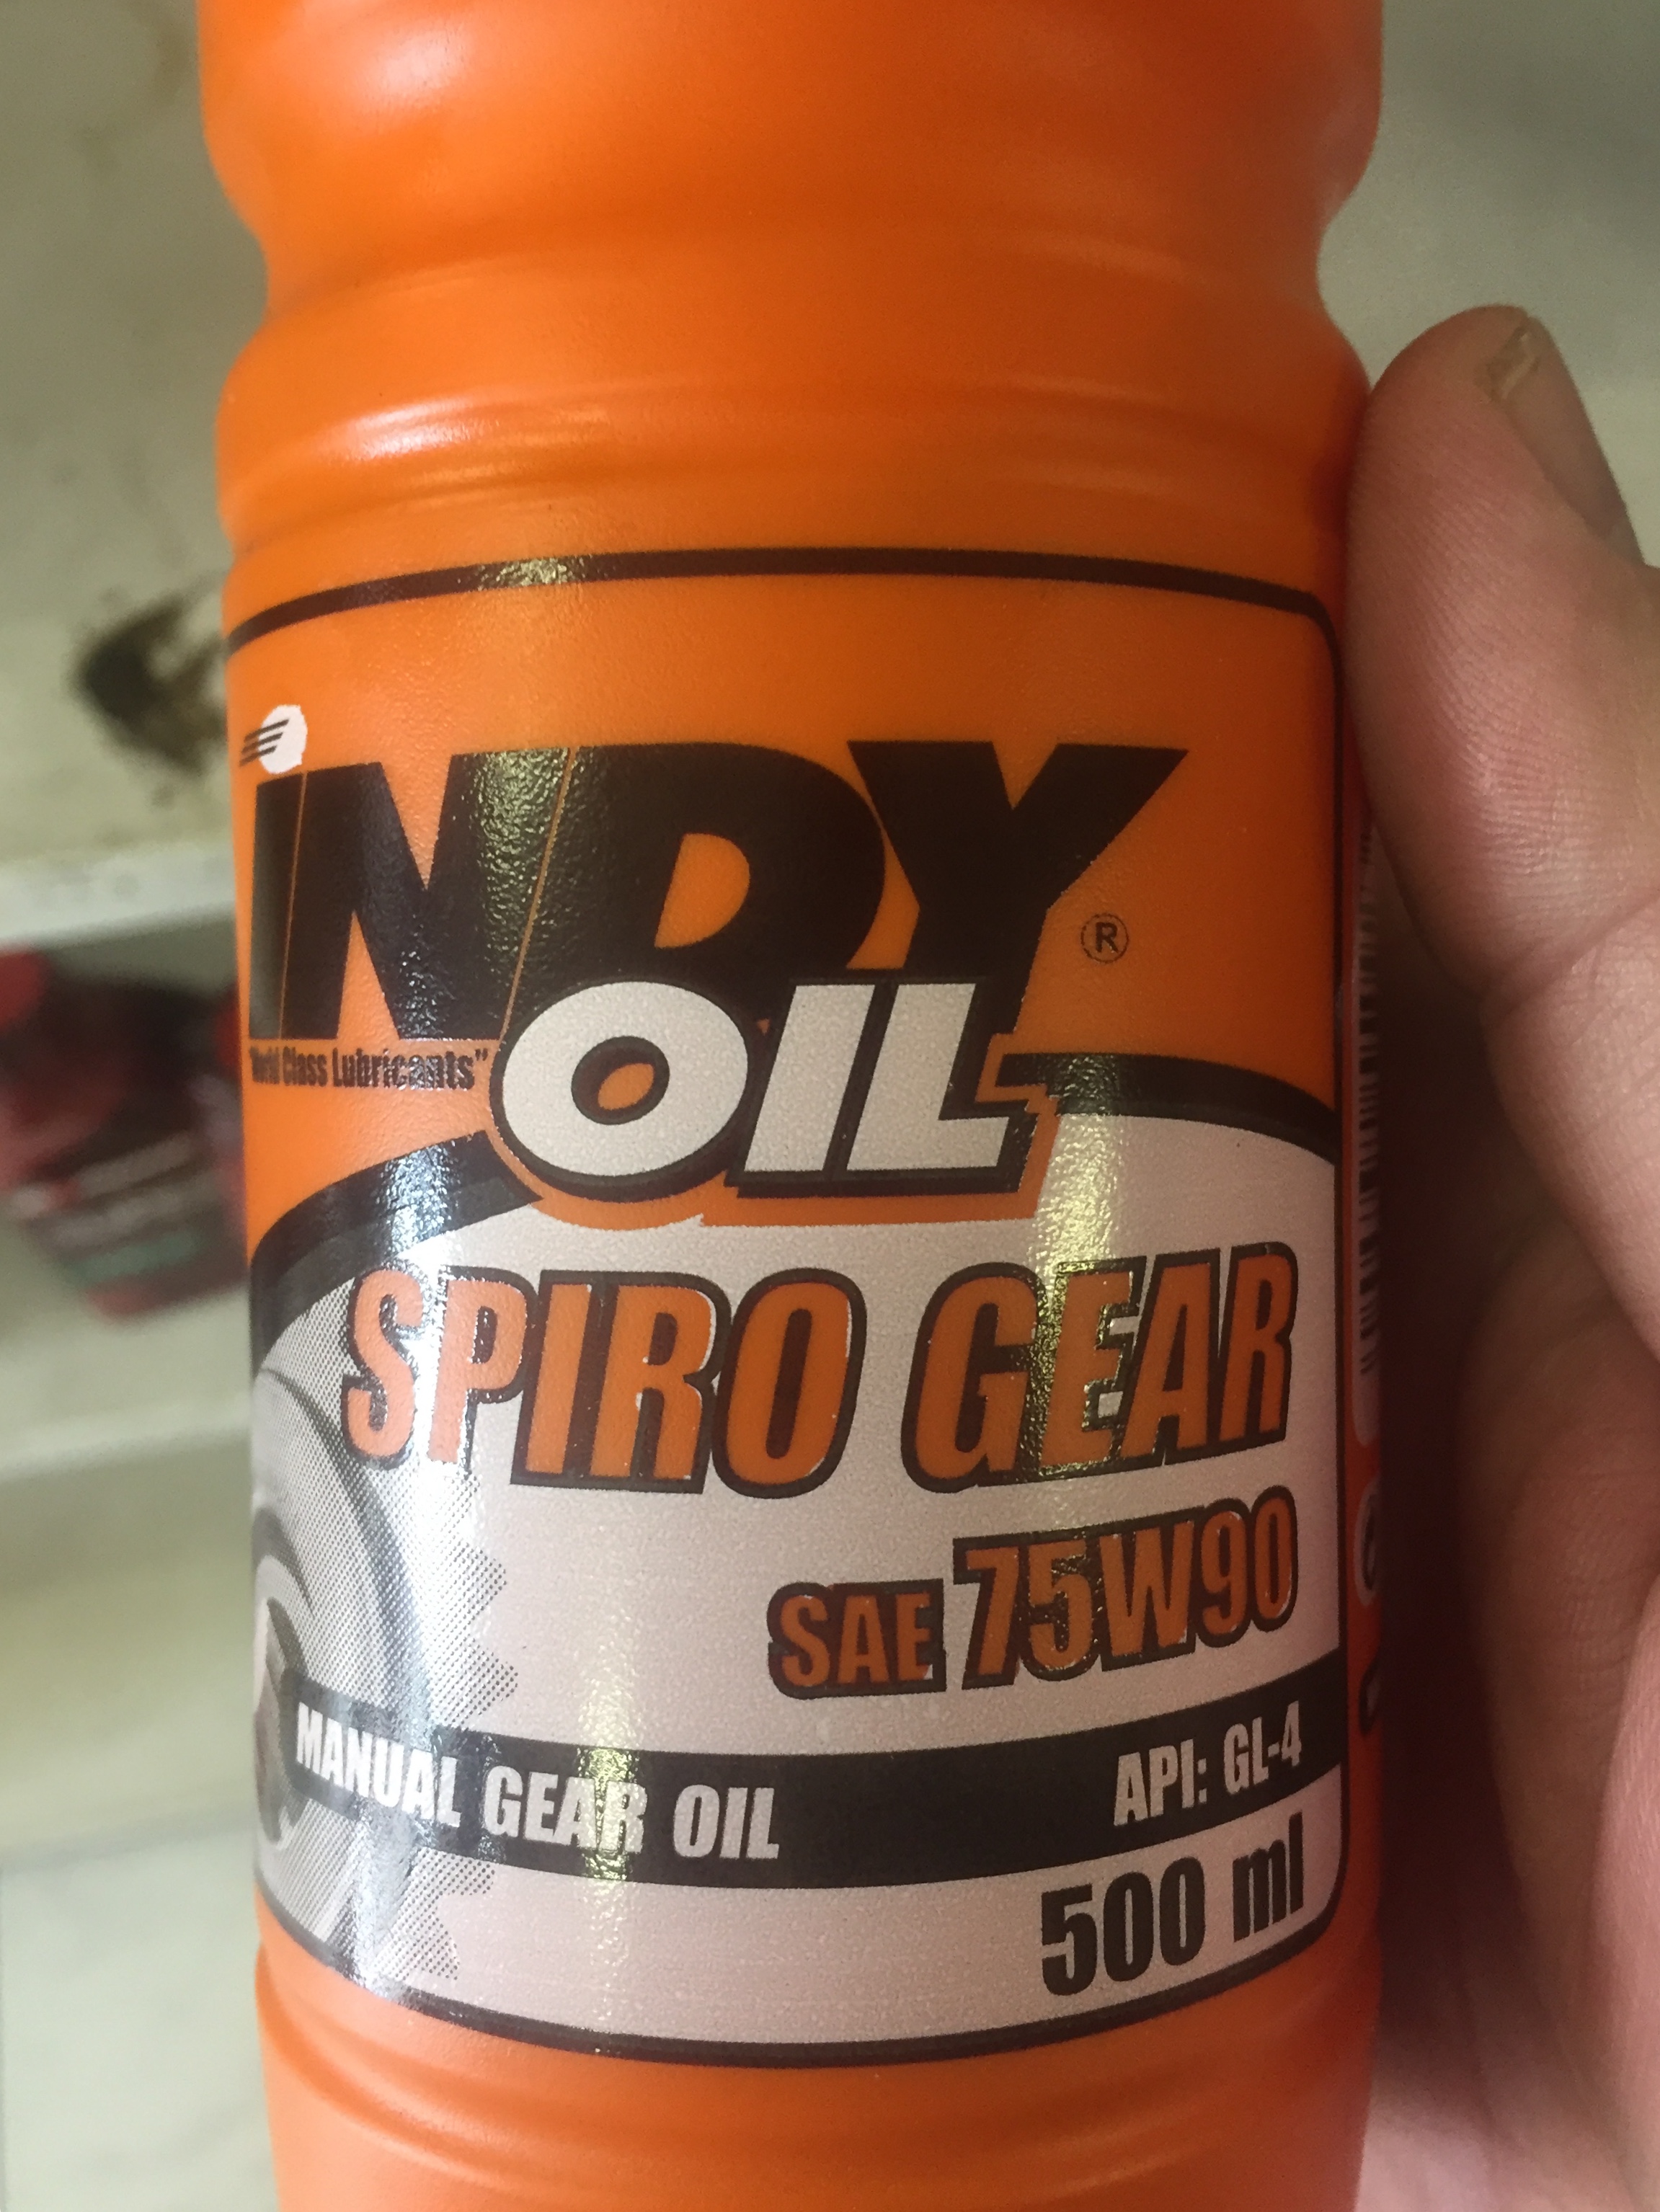 iNDY ®
"World Class Lubricants"
OIL
SPIRO GEAR
SAE 75W90
MANUAL GEAR OIL API: GL-4
500 ml